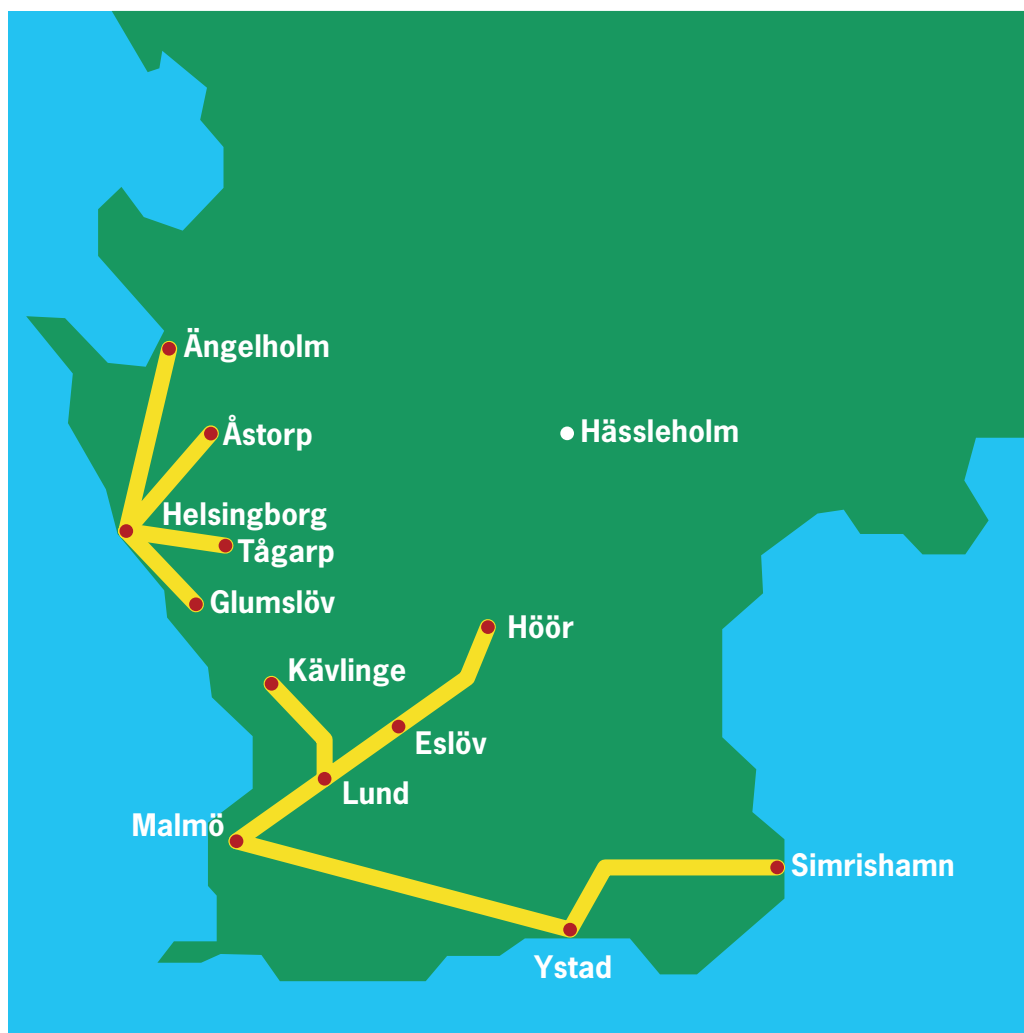 Ängelholm
Åstorp
Hässleholm
Helsingborg
Tågarp
Glumslöv
Höör
Kävlinge
Eslöv
Lund
Malmö
Simrishamn
Ystad